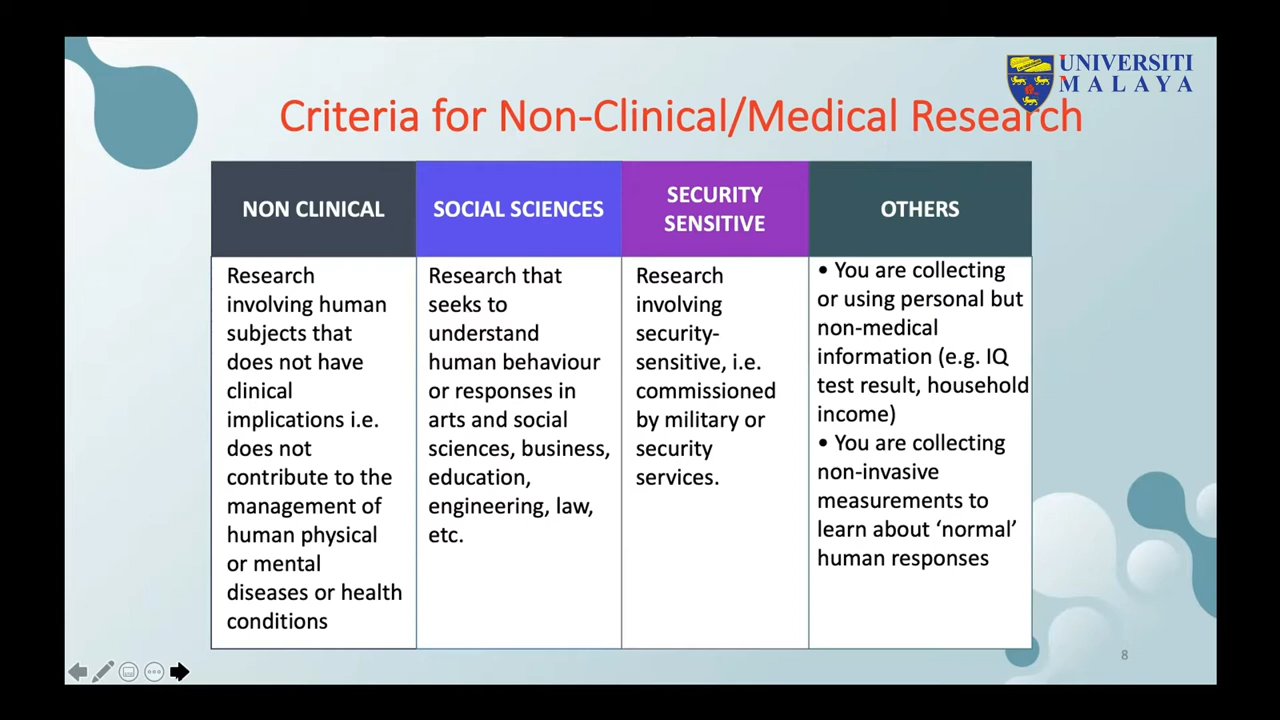 UNIVERSITI
MALAYA
Criteria for Non-Clinical/Medical Research
NON CLINICAL
SOCIAL SCIENCES
SECURITY
SENSITIVE
OTHERS
Research
involving human
subjects that
does not have
clinical
implications i.e.
does not
contribute to the
management of
human physical
or mental
diseases or health
conditions
Research that
seeks to
understand
human behaviour
or responses in
arts and social
sciences, business,
education,
engineering, law,
etc.
Research
involving
security-
sensitive, i.e.
commissioned
by military or
security
services.
• You are collecting
or using personal but
non-medical
information (e.g. IQ
test result, household
income)
• You are collecting
non-invasive
measurements to
learn about ‘normal’
human responses
8